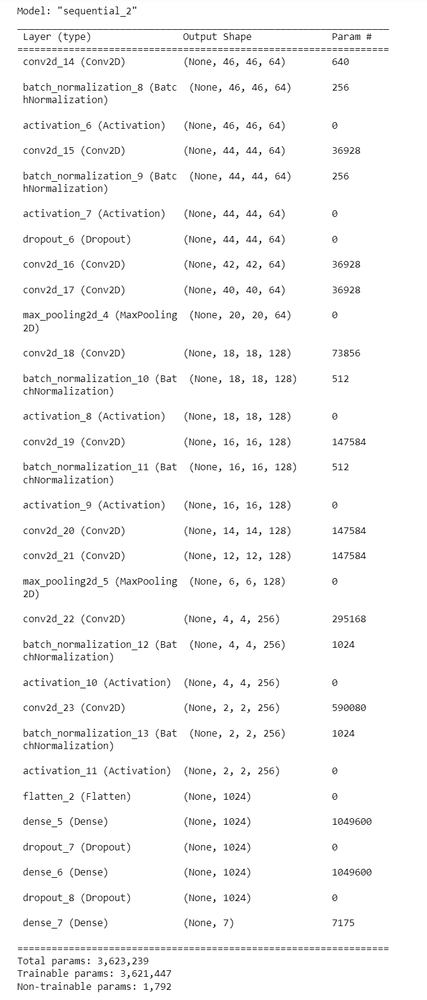 Model: "sequential_2"
_________________________________________________________________
Layer (type) Output Shape Param #
=================================================================
conv2d_14 (Conv2D) (None, 46, 46, 64) 640
batch_normalization_8 (Batc (None, 46, 46, 64) 256
hNormalization)
activation_6 (Activation) (None, 46, 46, 64) 0
conv2d_15 (Conv2D) (None, 44, 44, 64) 36928
batch_normalization_9 (Batc (None, 44, 44, 64) 256
hNormalization)
activation_7 (Activation) (None, 44, 44, 64) 0
dropout_6 (Dropout) (None, 44, 44, 64) 0
conv2d_16 (Conv2D) (None, 42, 42, 64) 36928
conv2d_17 (Conv2D) (None, 40, 40, 64) 36928
max_pooling2d_4 (MaxPooling (None, 20, 20, 64) 0
2D)
conv2d_18 (Conv2D) (None, 18, 18, 128) 73856
batch_normalization_10 (Bat (None, 18, 18, 128) 512
chNormalization)
activation_8 (Activation) (None, 18, 18, 128) 0
conv2d_19 (Conv2D) (None, 16, 16, 128) 147584
batch_normalization_11 (Bat (None, 16, 16, 128) 512
chNormalization)
activation_9 (Activation) (None, 16, 16, 128) 0
conv2d_20 (Conv2D) (None, 14, 14, 128) 147584
conv2d_21 (Conv2D) (None, 12, 12, 128) 147584
max_pooling2d_5 (MaxPooling (None, 6, 6, 128) 0
2D)
conv2d_22 (Conv2D) (None, 4, 4, 256) 295168
batch_normalization_12 (Bat (None, 4, 4, 256) 1024
chNormalization)
activation_10 (Activation) (None, 4, 4, 256) 0
conv2d_23 (Conv2D) (None, 2, 2, 256) 590080
batch_normalization_13 (Bat (None, 2, 2, 256) 1024
chNormalization)
activation_11 (Activation) (None, 2, 2, 256) 0
flatten_2 (Flatten) (None, 1024) 0
dense_5 (Dense) (None, 1024) 1049600
dropout_7 (Dropout) (None, 1024) 0
dense_6 (Dense) (None, 1024) 1049600
dropout_8 (Dropout) (None, 1024) 0
dense_7 (Dense) (None, 7) 7175
=================================================================
Total params: 3,623,239
Trainable params: 3,621,447
Non-trainable params: 1,792